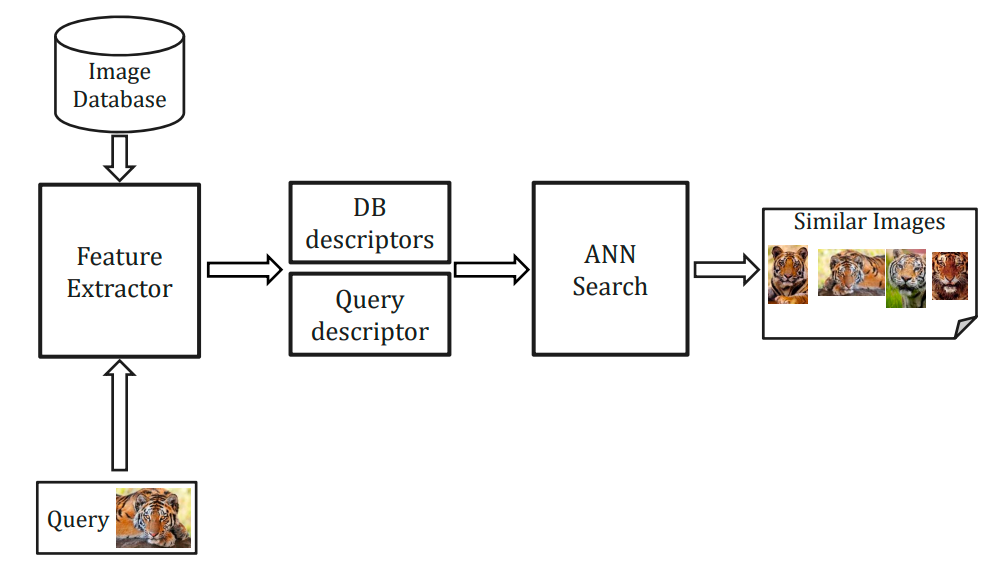 Image
Database
Feature
Extractor
DB
descriptors
Query
descriptor
ANN
Search
Similar Images
Query